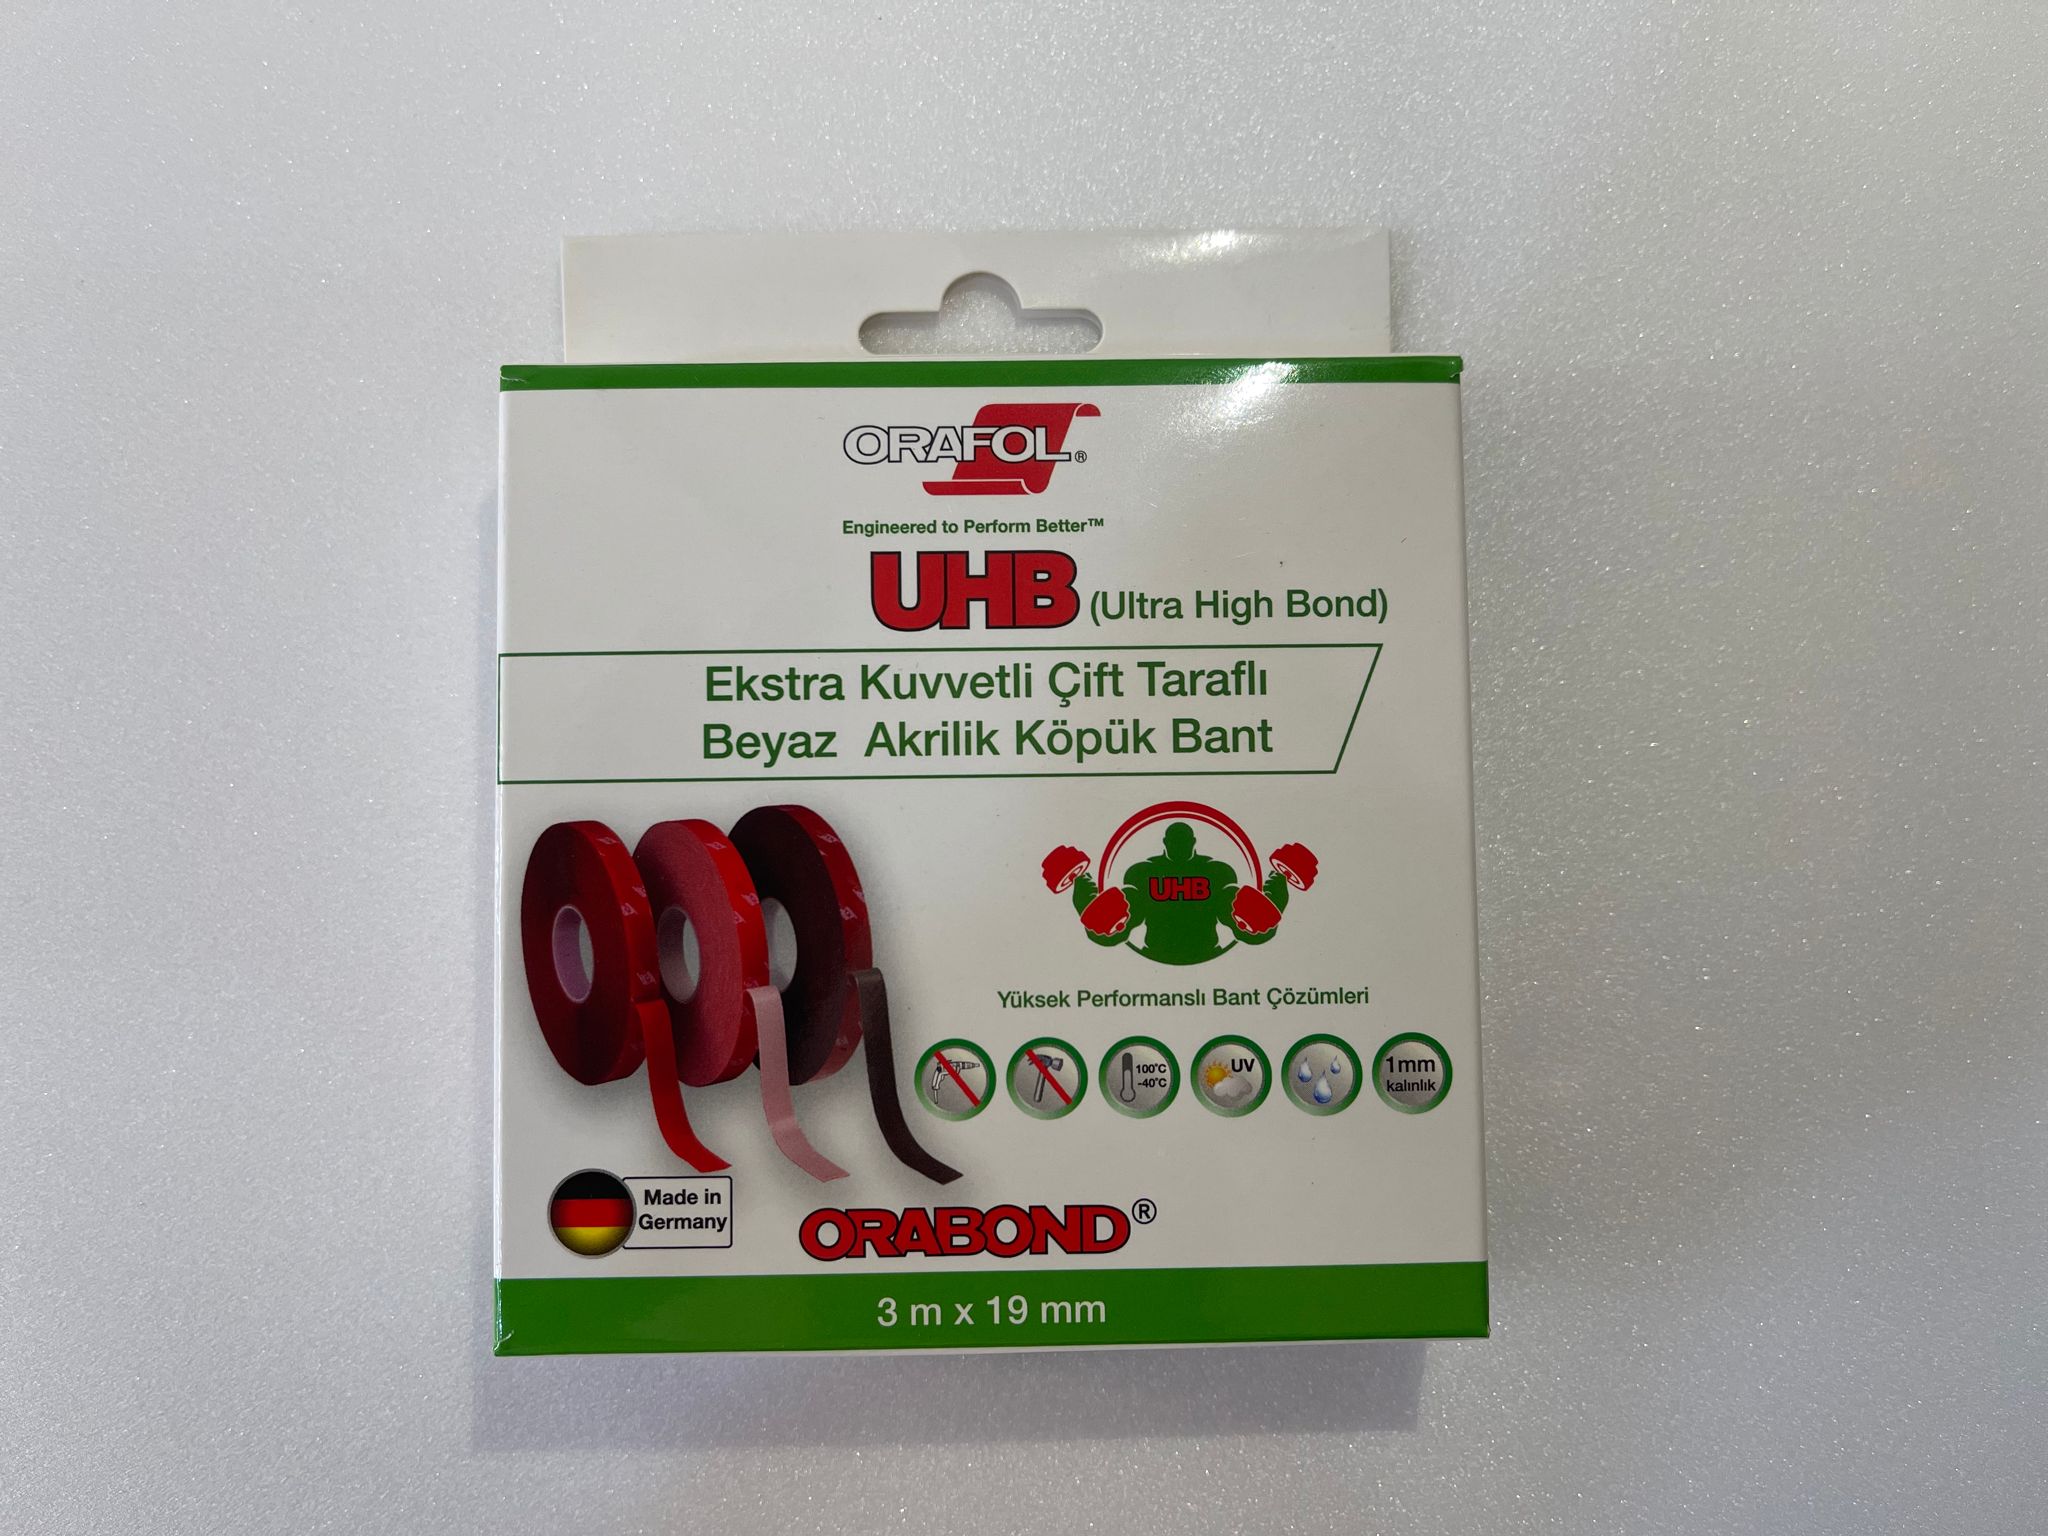 ORAFOL®
Engineered to Perform Better™
UHB (Ultra High Bond)
Ekstra Kuvvetli Çift Taraflı
Beyaz Akrilik Köpük Bant
UHB
Yüksek Performanslı Bant Çözümleri
100°C
-40°C
UV
1mm
kalınlık
Made in
Germany
ORABOND®
3 m x 19 mm